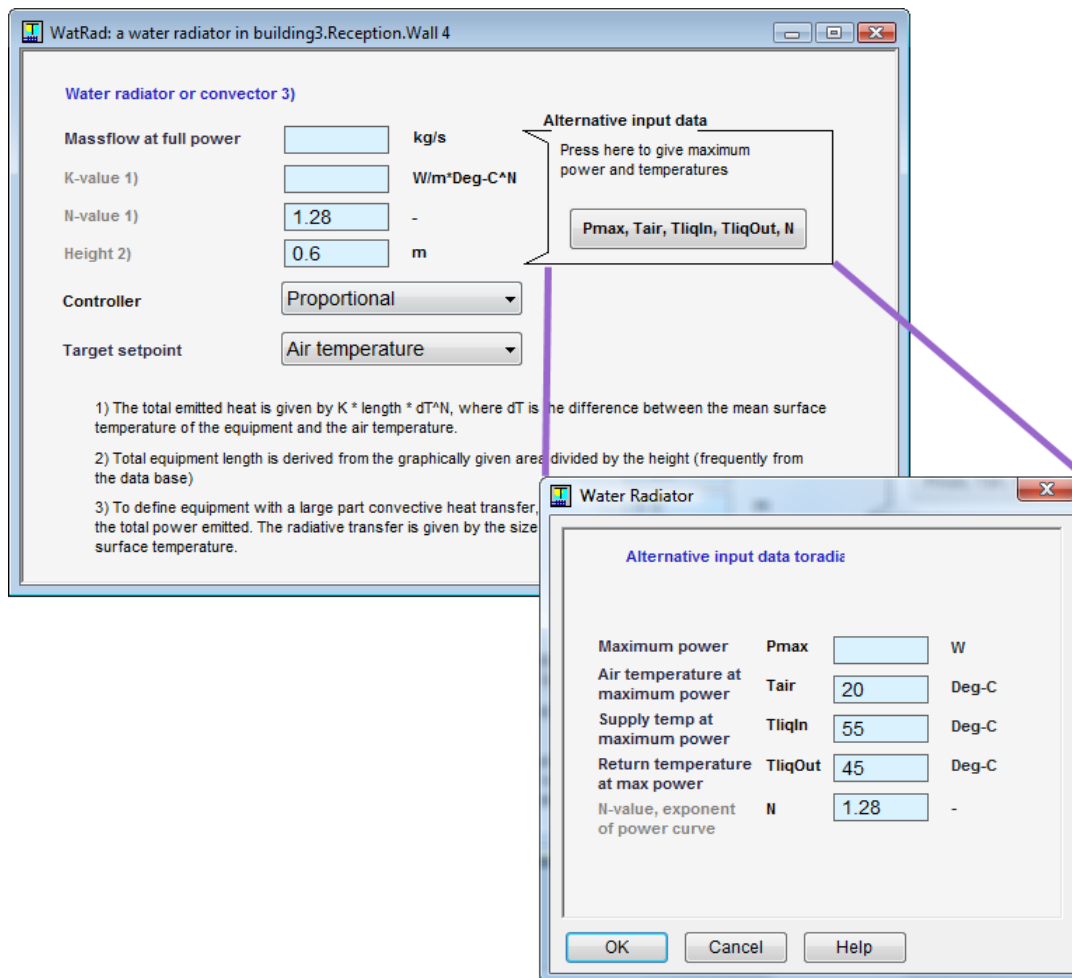 WatRad: a water radiator in building3.Reception.Wall 4
Water radiator or convector 3)
Massflow at full power kg/s
K-value 1) W/m*Deg-C^N
N-value 1) 1.28 -
Height 2) 0.6 m
Controller Proportional
Target setpoint Air temperature
Alternative input data
Press here to give maximum
power and temperatures
Pmax, Tair, TliqIn, TliqOut, N
1) The total emitted heat is given by K * length * dT^N, where dT is the difference between the mean surface
temperature of the equipment and the air temperature.
2) Total equipment length is derived from the graphically given area divided by the height (frequently from
the data base)
3) To define equipment with a large part convective heat transfer,
the total power emitted. The radiative transfer is given by the size
surface temperature.
Water Radiator
Alternative input data toradia
Maximum power Pmax W
Air temperature at
maximum power Tair 20 Deg-C
Supply temp at
maximum power TliqIn 55 Deg-C
Return temperature
at max power TliqOut 45 Deg-C
N-value, exponent
of power curve N 1.28 -
OK Cancel Help